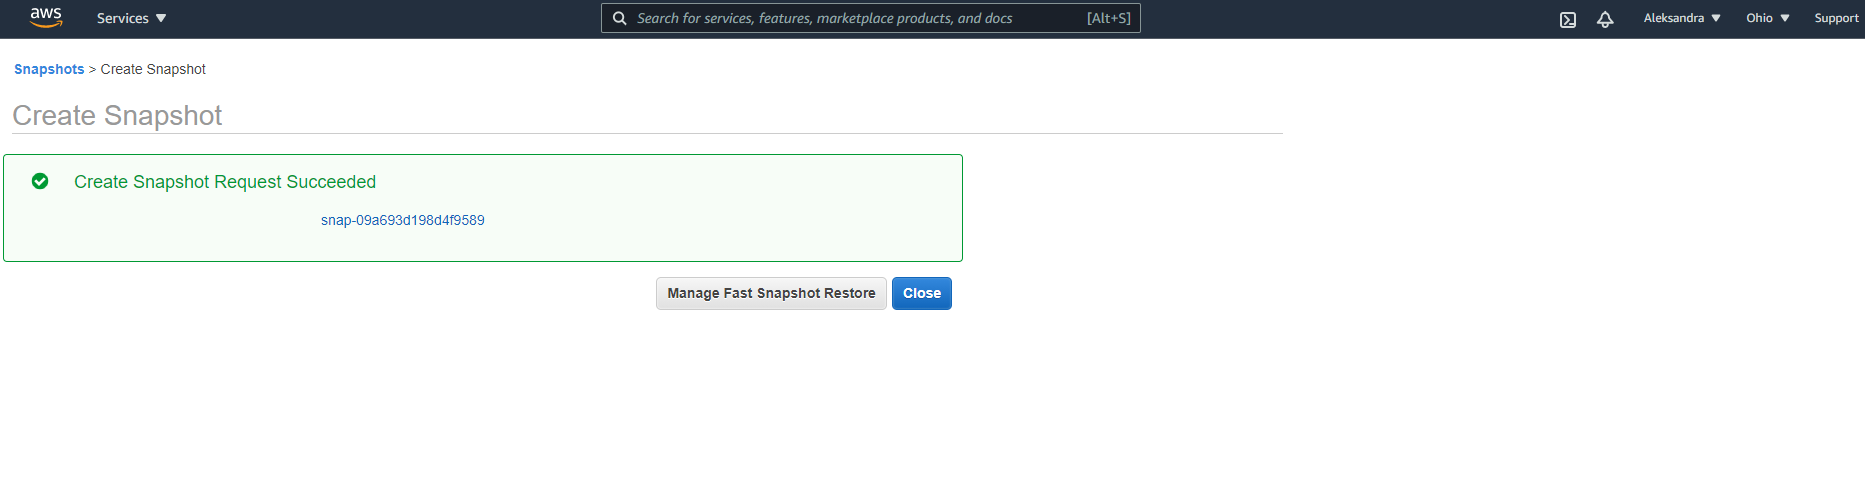 aws Services Search for services, features, marketplace products, and docs [Alt+S] Aleksandra Ohio Support
Snapshots > Create Snapshot
Create Snapshot
Create Snapshot Request Succeeded
snap-09a693d198d4f9589
Manage Fast Snapshot Restore Close